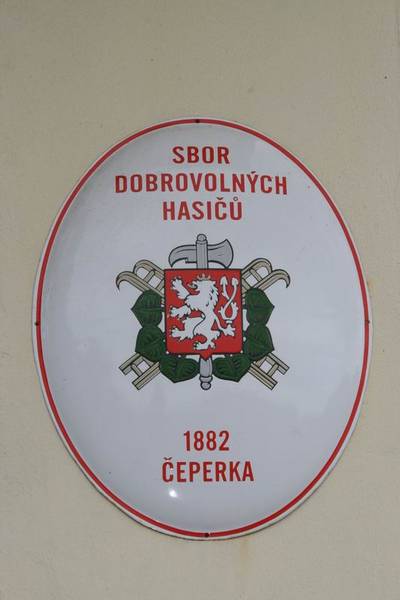 SBOR
DOBROVOLNÝCH
HASIČŮ
1882
ČEPERKA